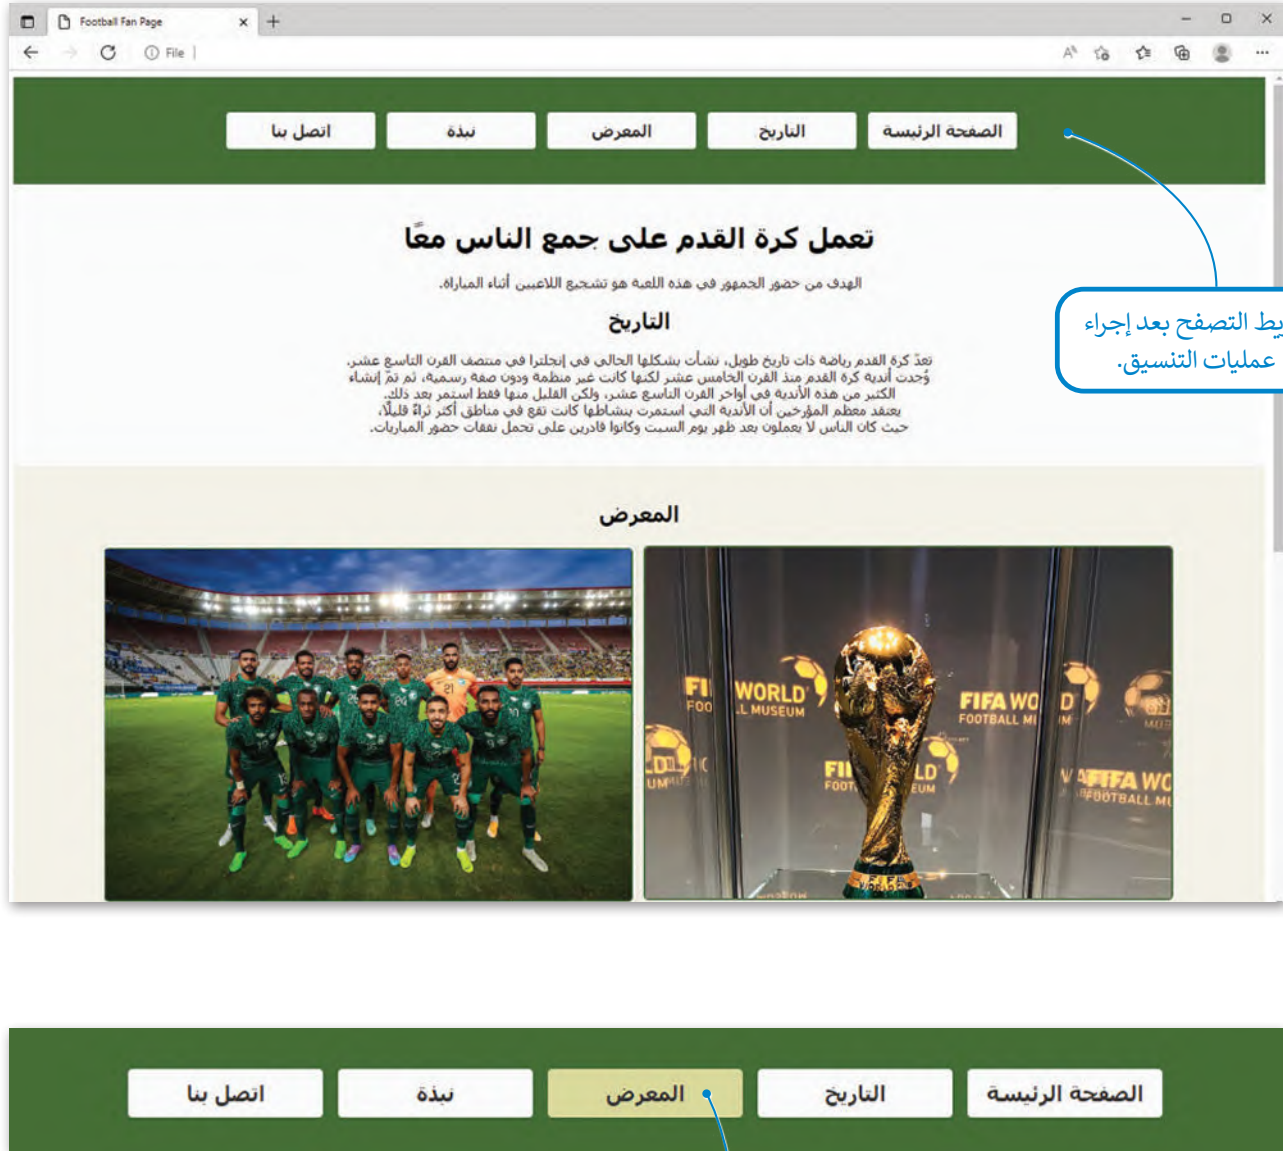 Football Fan Page
File
الصفحة الرئيسة
التاريخ
المعرض
نبذة
اتصل بنا
تعمل كرة القدم على جمع الناس معًا
الهدف من حضور الجمهور في هذه اللعبة هو تشجيع اللاعبين أثناء المباراة.
التاريخ
تعدّ كرة القدم رياضة ذات تاريخ طويل، نشأت بشكلها الحالي في إنجلترا في منتصف القرن التاسع عشر.
وُجدت أندية كرة القدم منذ القرن الخامس عشر لكنها كانت غير منظمة ودون صفة رسمية، ثم تمّ إنشاء
الكثير من هذه الأندية في أواخر القرن التاسع عشر، ولكن القليل منها فقط استمر بعد ذلك.
يعتقد معظم المؤرخين أن الأندية التي استمرت بنشاطها كانت تقع في مناطق أكثر ثراءً قليلًا،
حيث كان الناس لا يعملون بعد ظهر يوم السبت وكانوا قادرين على تحمل نفقات حضور المباريات.
التصفح بعد إجراء
عمليات التنسيق.
المعرض
21
WORLD
FIFA WO
FOOTBALL
الصفحة الرئيسة
التاريخ
المعرض
نبذة
اتصل بنا